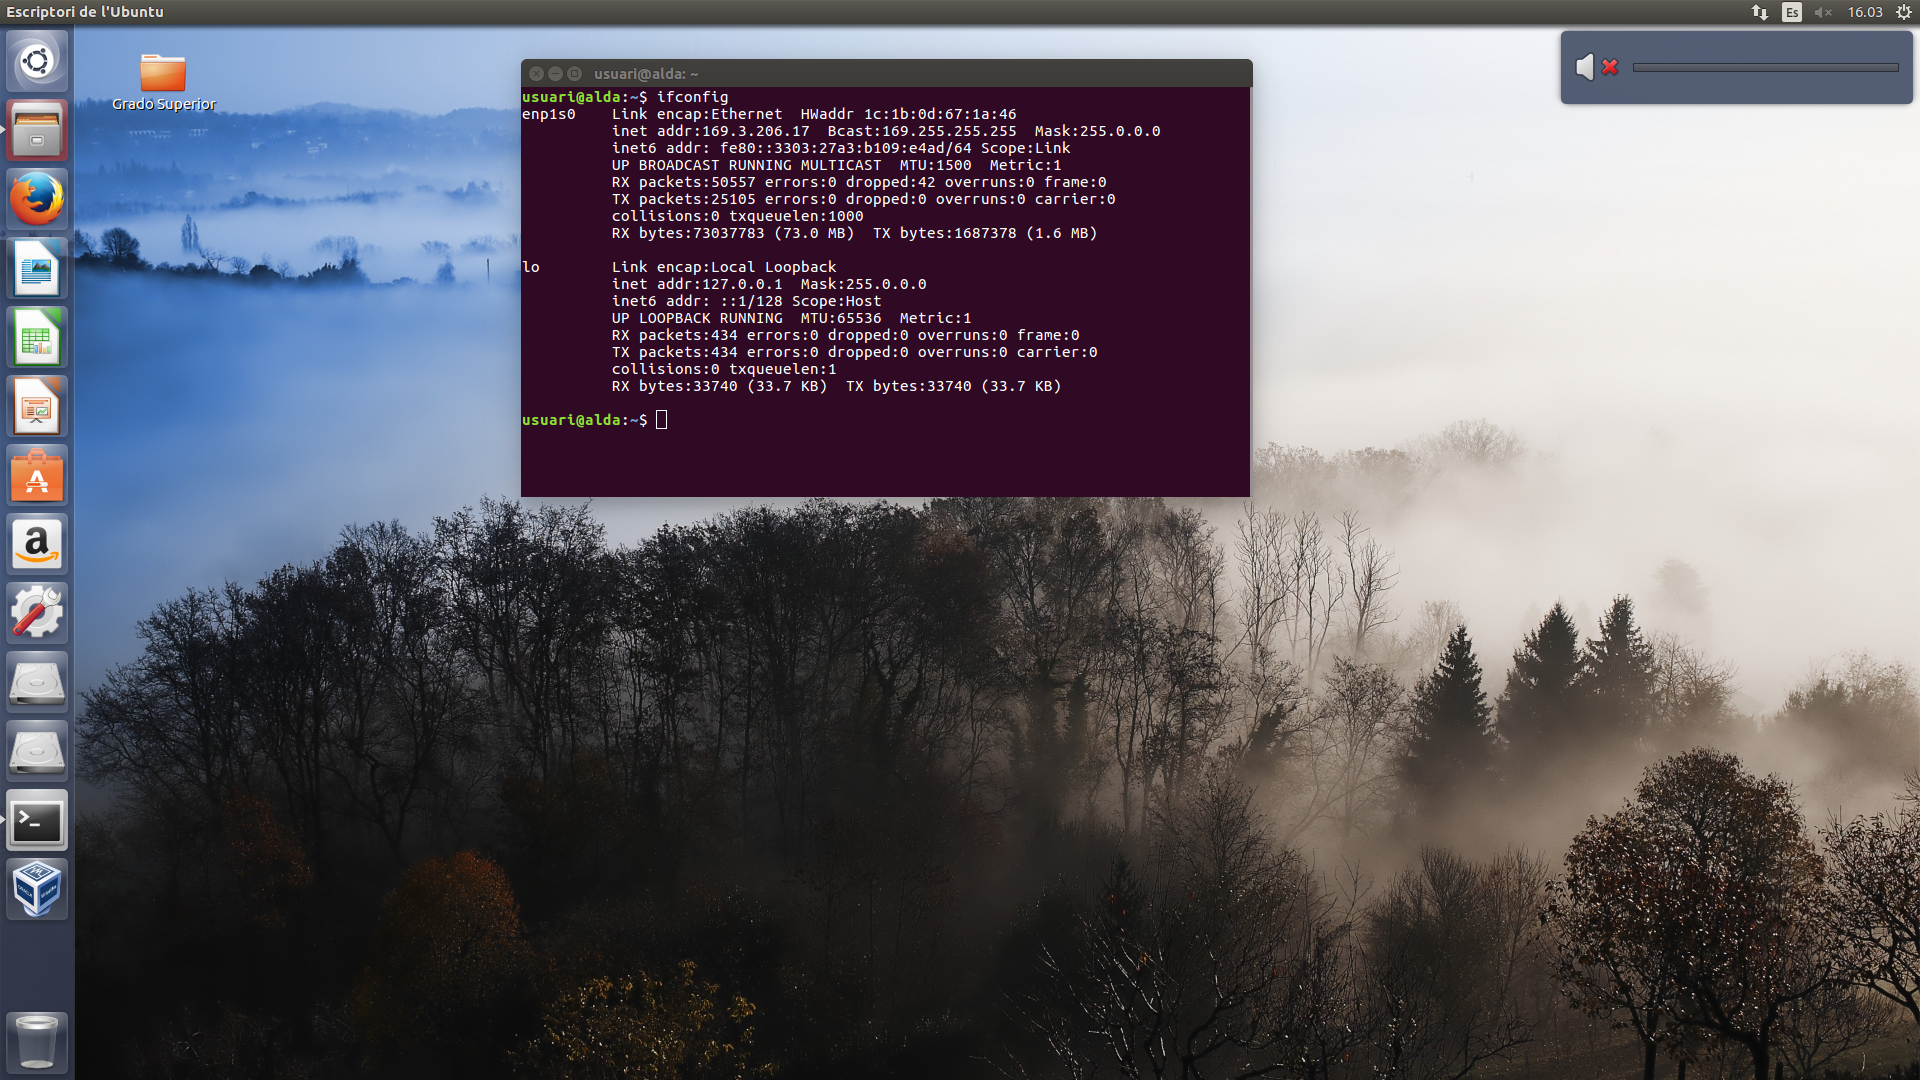 Escriptori de l'Ubuntu
Es
16.03
Grado Superior
usuari@alda: ~
usuari@alda:~$ ifconfig
enp1s0    Link encap:Ethernet  HWaddr 1c:1b:0d:67:1a:46
          inet addr:169.3.206.17  Bcast:169.255.255.255  Mask:255.0.0.0
          inet6 addr: fe80::3303:27a3:b109:e4ad/64 Scope:Link
          UP BROADCAST RUNNING MULTICAST  MTU:1500  Metric:1
          RX packets:50557 errors:0 dropped:42 overruns:0 frame:0
          TX packets:25105 errors:0 dropped:0 overruns:0 carrier:0
          collisions:0 txqueuelen:1000
          RX bytes:73037783 (73.0 MB)  TX bytes:1687378 (1.6 MB)
lo        Link encap:Local Loopback
          inet addr:127.0.0.1  Mask:255.0.0.0
          inet6 addr: ::1/128 Scope:Host
          UP LOOPBACK RUNNING  MTU:65536  Metric:1
          RX packets:434 errors:0 dropped:0 overruns:0 frame:0
          TX packets:434 errors:0 dropped:0 overruns:0 carrier:0
          collisions:0 txqueuelen:1
          RX bytes:33740 (33.7 KB)  TX bytes:33740 (33.7 KB)
usuari@alda:~$